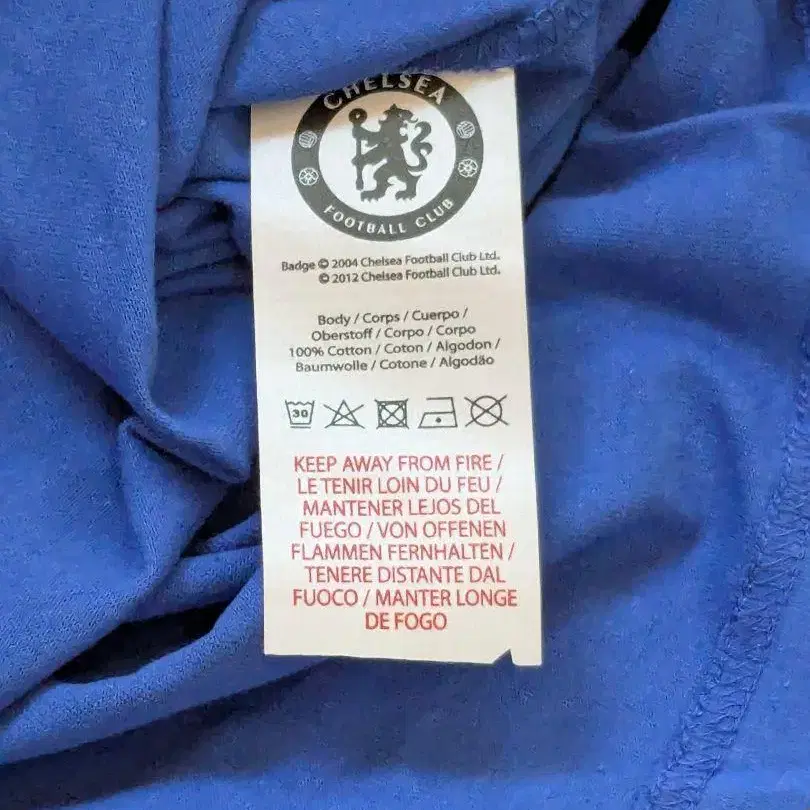 CHELSEA
FOOTBALL CLUB
Badge © 2004 Chelsea Football Club Ltd.
© 2012 Chelsea Football Club Ltd.
Body / Corps / Cuerpo /
Oberstoff / Corpo / Corpo
100% Cotton / Coton / Algodon /
Baumwolle / Cotone / Algodão
30
KEEP AWAY FROM FIRE /
LE TENIR LOIN DU FEU /
MANTENER LEJOS DEL
FUEGO / VON OFFENEN
FLAMMEN FERNHALTEN /
TENERE DISTANTE DAL
FUOCO / MANTER LONGE
DE FOGO